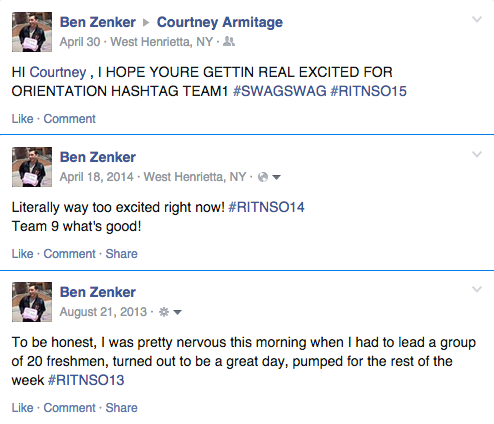 Ben Zenker ▸ Courtney Armitage
April 30 · West Henrietta, NY ·
HI Courtney , I HOPE YOURE GETTIN REAL EXCITED FOR
ORIENTATION HASHTAG TEAM1 #SWAGSWAG #RITNSO15
Like · Comment
Ben Zenker
April 18, 2014 · West Henrietta, NY ·
Literally way too excited right now! #RITNSO14
Team 9 what's good!
Like · Comment · Share
Ben Zenker
August 21, 2013 ·
To be honest, I was pretty nervous this morning when I had to lead a group
of 20 freshmen, turned out to be a great day, pumped for the rest of the
week #RITNSO13
Like · Comment · Share